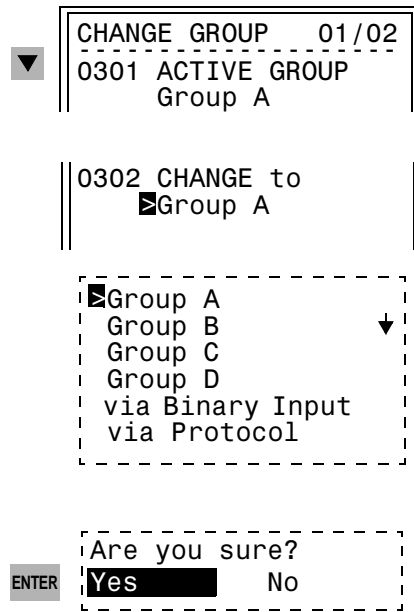 CHANGE GROUP 01/02
0301 ACTIVE GROUP
Group A
0302 CHANGE to
>Group A
>Group A
Group B
Group C
Group D
via Binary Input
via Protocol
Are you sure?
ENTER Yes No